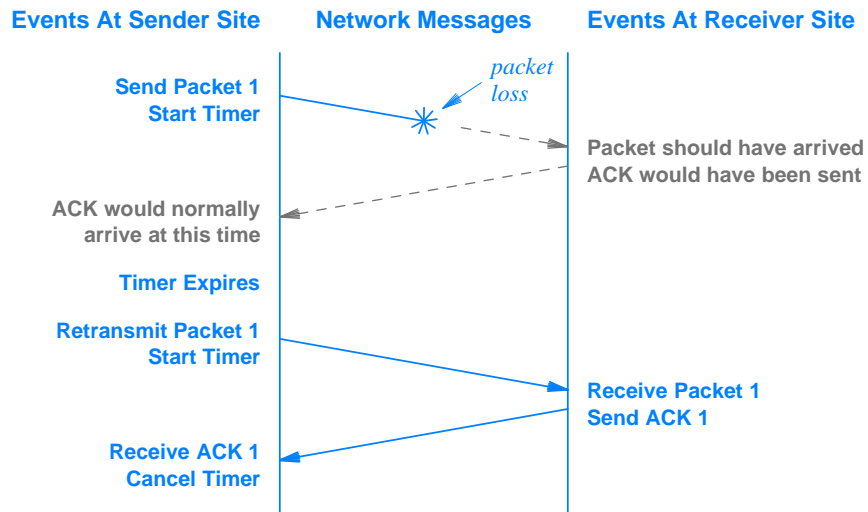 Events At Sender Site
Network Messages
Events At Receiver Site
Send Packet 1
Start Timer
packet
loss
Packet should have arrived
ACK would have been sent
ACK would normally
arrive at this time
Timer Expires
Retransmit Packet 1
Start Timer
Receive Packet 1
Send ACK 1
Receive ACK 1
Cancel Timer